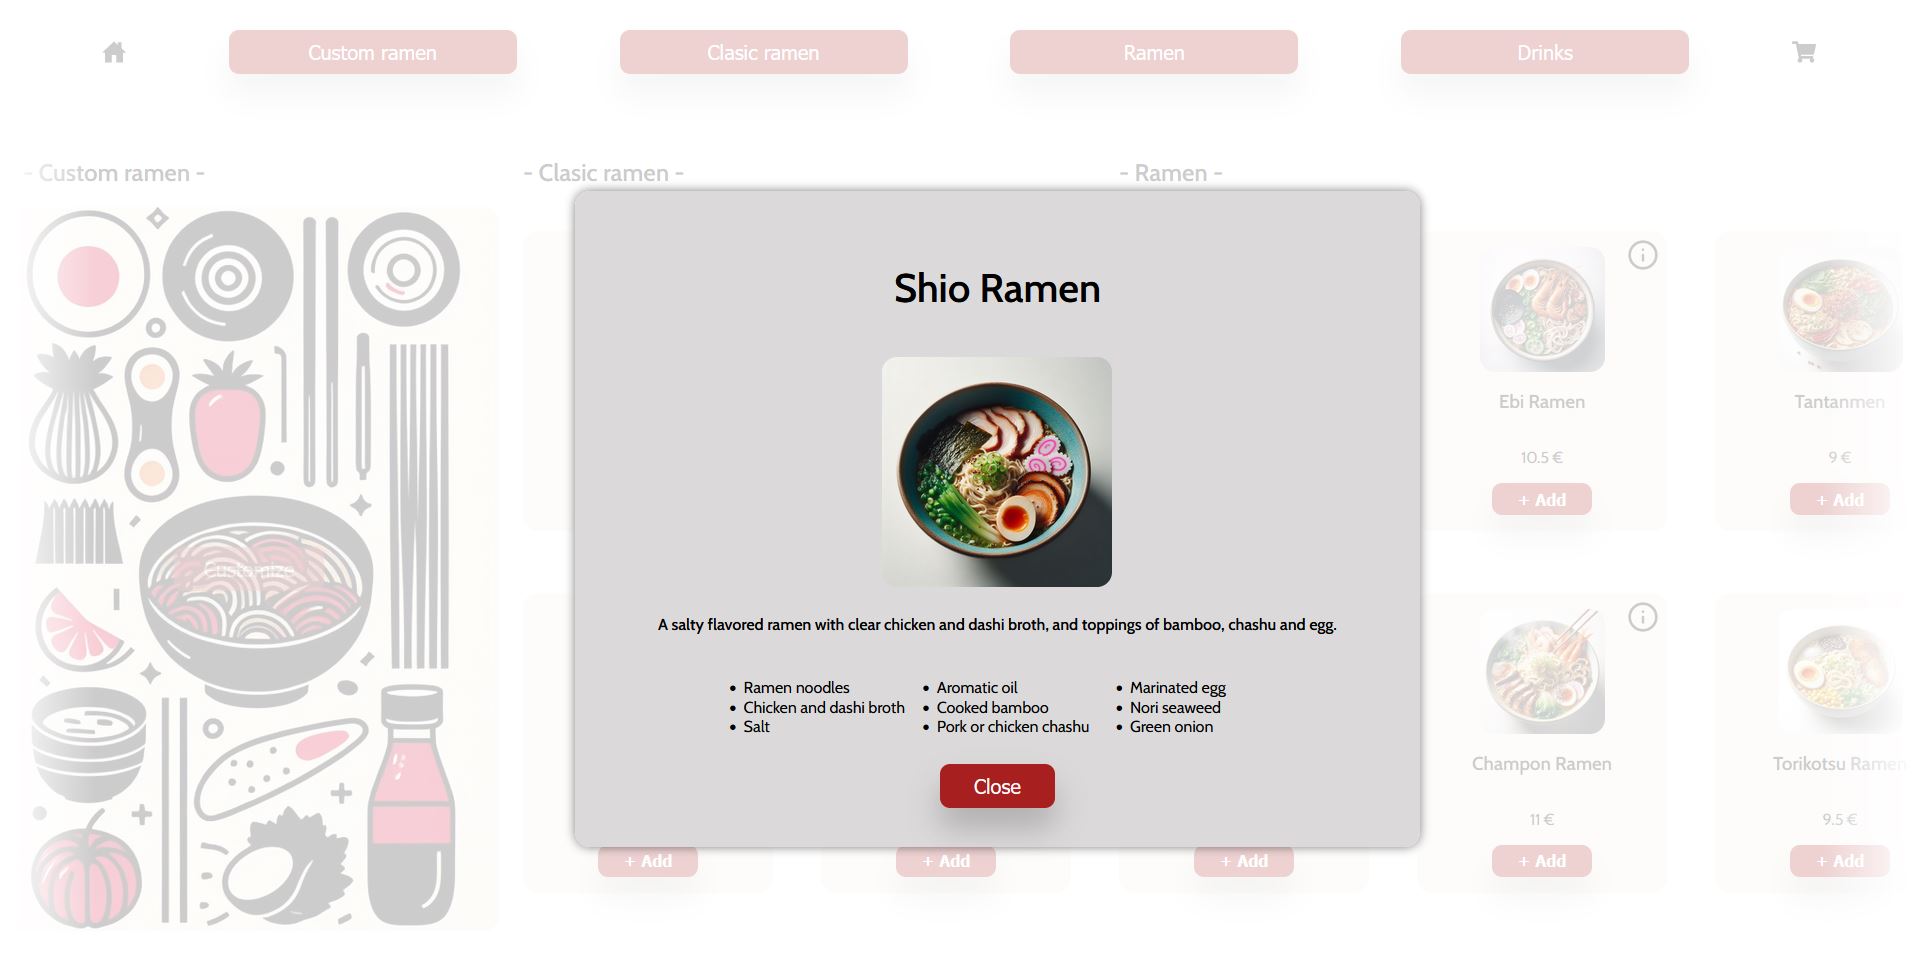 Custom ramen
Clasic ramen
Ramen
Drinks
- Custom ramen -
- Clasic ramen -
- Ramen -
Customize
Shio Ramen
A salty flavored ramen with clear chicken and dashi broth, and toppings of bamboo, chashu and egg.
• Ramen noodles
• Chicken and dashi broth
• Salt
• Aromatic oil
• Cooked bamboo
• Pork or chicken chashu
• Marinated egg
• Nori seaweed
• Green onion
Close
Ebi Ramen
10.5 €
+ Add
Tantanmen
9 €
+ Add
+ Add
+ Add
+ Add
Champon Ramen
11 €
+ Add
Torikotsu Ramen
9.5 €
+ Add